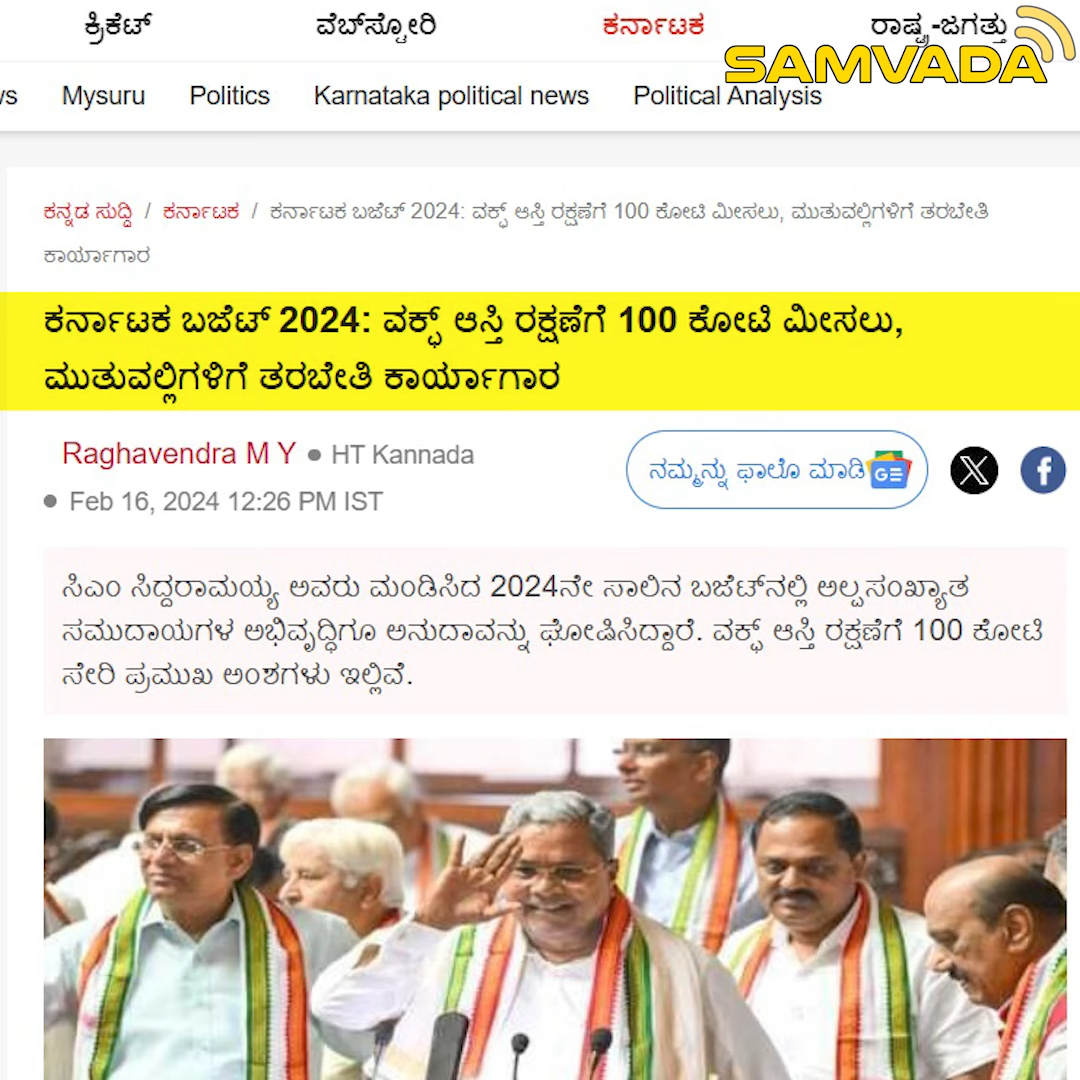 ಕ್ರಿಕೆಟ್ ವೆಬ್‌ಸ್ಟೋರಿ ಕರ್ನಾಟಕ ರಾಷ್ಟ್ರ-ಜಗತ್ತು
SAMVADA
Mysuru Politics Karnataka political news Political Analysis
ಕನ್ನಡ ಸುದ್ದಿ / ಕರ್ನಾಟಕ / ಕರ್ನಾಟಕ ಬಜೆಟ್ 2024: ವಕ್ಫ್ ಆಸ್ತಿ ರಕ್ಷಣೆಗೆ 100 ಕೋಟಿ ಮೀಸಲು, ಮುತುವಲ್ಲಿಗಳಿಗೆ ತರಬೇತಿ
ಕಾರ್ಯಾಗಾರ
ಕರ್ನಾಟಕ ಬಜೆಟ್ 2024: ವಕ್ಫ್ ಆಸ್ತಿ ರಕ್ಷಣೆಗೆ 100 ಕೋಟಿ ಮೀಸಲು,
ಮುತುವಲ್ಲಿಗಳಿಗೆ ತರಬೇತಿ ಕಾರ್ಯಾಗಾರ
Raghavendra M Y ● HT Kannada
ನಮ್ಮನ್ನು ಫಾಲೊ ಮಾಡಿ
● Feb 16, 2024 12:26 PM IST
ಸಿಎಂ ಸಿದ್ದರಾಮಯ್ಯ ಅವರು ಮಂಡಿಸಿದ 2024ನೇ ಸಾಲಿನ ಬಜೆಟ್‌ನಲ್ಲಿ ಅಲ್ಪಸಂಖ್ಯಾತ
ಸಮುದಾಯಗಳ ಅಭಿವೃದ್ಧಿಗೂ ಅನುದಾವನ್ನು ಘೋಷಿಸಿದ್ದಾರೆ. ವಕ್ಫ್ ಆಸ್ತಿ ರಕ್ಷಣೆಗೆ 100 ಕೋಟಿ
ಸೇರಿ ಪ್ರಮುಖ ಅಂಶಗಳು ಇಲ್ಲಿವೆ.